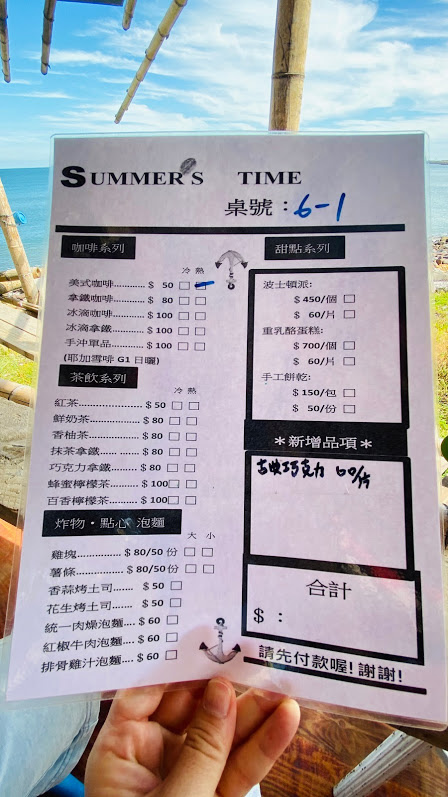 SUMMER'S TIME
桌號：6-1
咖啡系列
冷 熱
美式咖啡............ $ 50 □ □
拿鐵咖啡............ $ 80 □ □
冰滴咖啡............ $100 □ □
冰滴拿鐵............ $100 □ □
手沖單品............ $100 □ □
(耶加雪啡 G1 日曬)
茶飲系列
冷 熱
紅茶........................ $ 50 □ □
鮮奶茶.................. $ 80 □ □
香柚茶.................. $ 80 □ □
抹茶拿鐵............ $ 80 □ □
巧克力拿鐵......... $ 80 □ □
蜂蜜檸檬茶......... $100 □ □
百香檸檬茶......... $100 □ □
炸物・點心 泡麵
大 小
雞塊.................. $ 80/50 份 □ □
薯條.................. $ 80/50 份 □ □
香蒜烤土司....... $ 50 □
花生烤土司....... $ 50 □
統一肉燥泡麵.... $ 60 □
紅椒牛肉泡麵.... $ 60 □
排骨雞汁泡麵.... $ 60 □
甜點系列
波士頓派:
$ 450/個 □
$ 60/片 □
重乳酪蛋糕:
$ 700/個 □
$ 60/片 □
手工餅乾:
$ 150/包 □
$ 50/份 □
＊新增品項＊
古典巧克力 60/片
合計
$ :
請先付款喔! 謝謝!